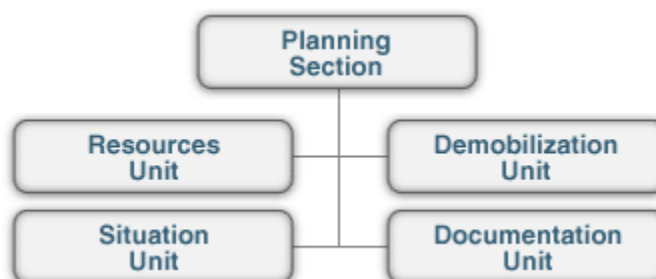 Planning
Section
Resources
Unit
Demobilization
Unit
Situation
Unit
Documentation
Unit